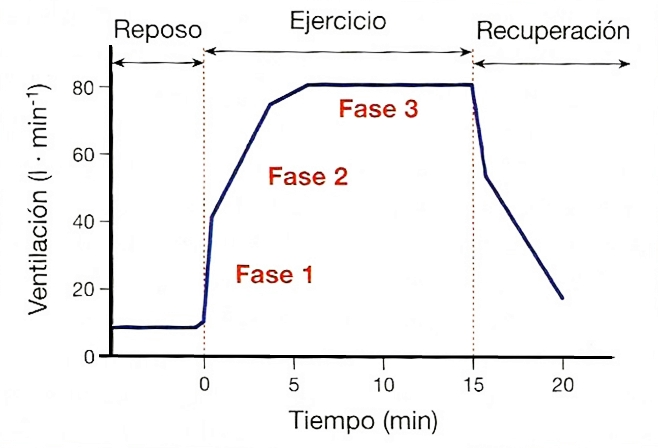 Reposo
Ejercicio
Recuperación
Ventilación (l · min⁻¹)
80
60
40
20
0
Fase 3
Fase 2
Fase 1
0
5
10
15
20
Tiempo (min)